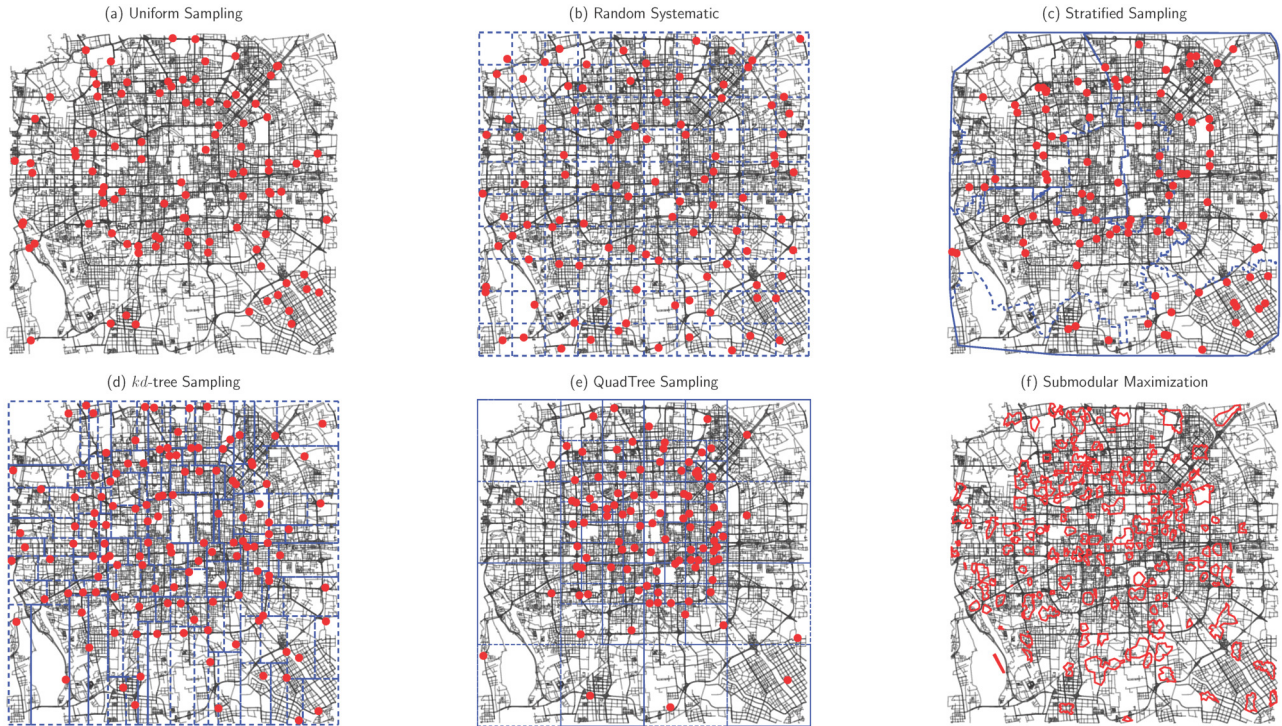 (a) Uniform Sampling
(b) Random Systematic
(c) Stratified Sampling
(d) kd-tree Sampling
(e) QuadTree Sampling
(f) Submodular Maximization